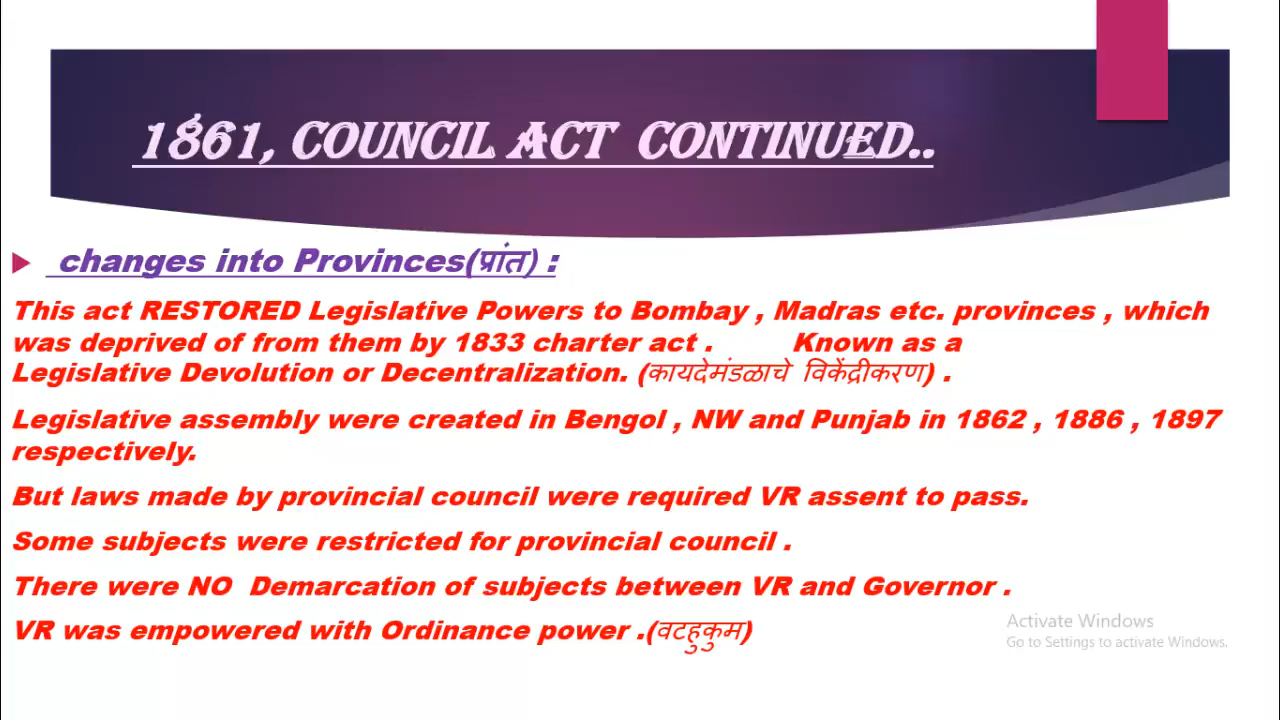 1861, COUNCIL ACT CONTINUED..
changes into Provinces(प्रांत) :
This act RESTORED Legislative Powers to Bombay , Madras etc. provinces , which
was deprived of from them by 1833 charter act . Known as a
Legislative Devolution or Decentralization. (कायदेमंडळाचे विकेंद्रीकरण) .
Legislative assembly were created in Bengol , NW and Punjab in 1862 , 1886 , 1897
respectively.
But laws made by provincial council were required VR assent to pass.
Some subjects were restricted for provincial council .
There were NO Demarcation of subjects between VR and Governor .
VR was empowered with Ordinance power .(वटहुकुम)
Activate Windows
Go to Settings to activate Windows.